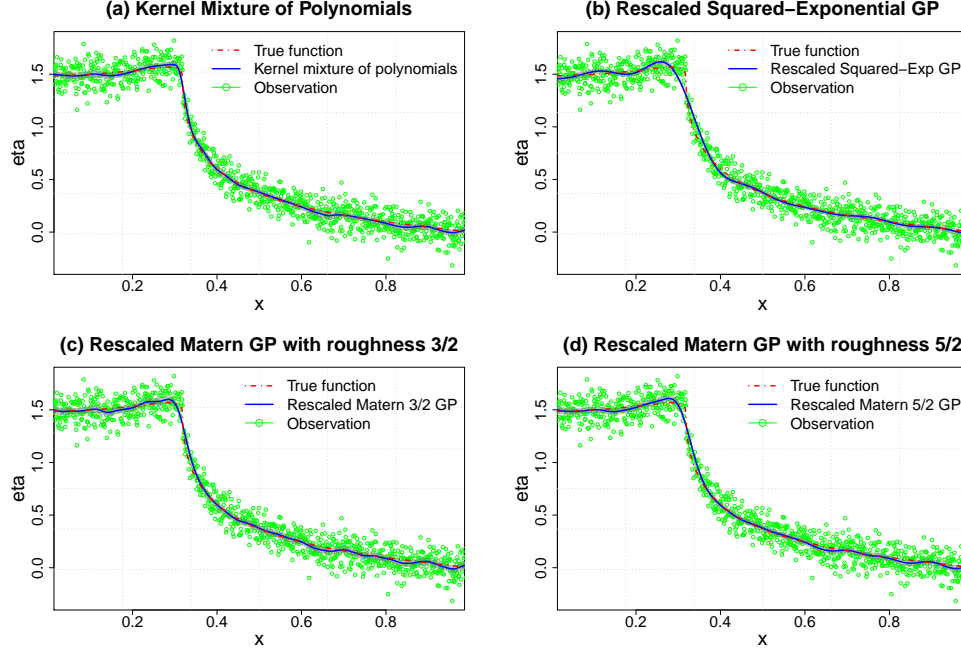 (a) Kernel Mixture of Polynomials
True function
Kernel mixture of polynomials
Observation
eta
0.0 0.5 1.0 1.5
0.2 0.4 0.6 0.8
x
(b) Rescaled Squared−Exponential GP
True function
Rescaled Squared−Exp GP
Observation
eta
0.0 0.5 1.0 1.5
0.2 0.4 0.6 0.8
x
(c) Rescaled Matern GP with roughness 3/2
True function
Rescaled Matern 3/2 GP
Observation
eta
0.0 0.5 1.0 1.5
0.2 0.4 0.6 0.8
x
(d) Rescaled Matern GP with roughness 5/2
True function
Rescaled Matern 5/2 GP
Observation
eta
0.0 0.5 1.0 1.5
0.2 0.4 0.6 0.8
x